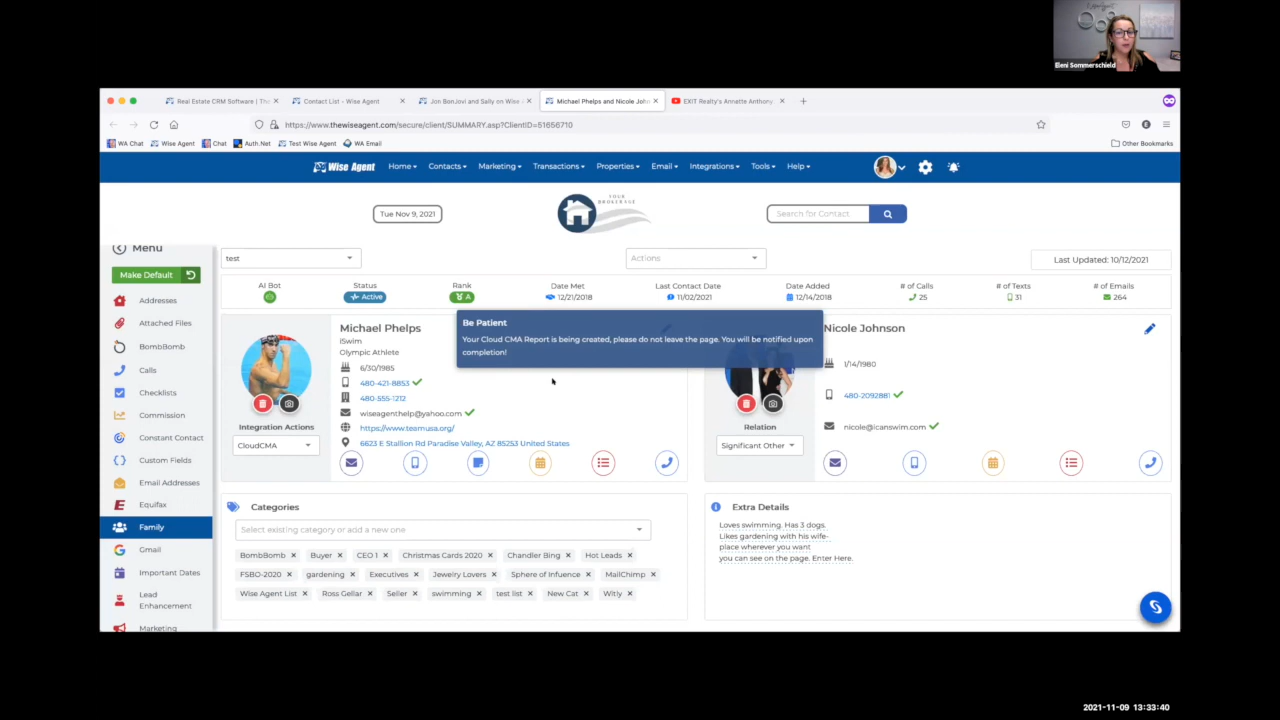 Eleni Sommerschield
Real Estate CRM Software | The
Contact List - Wise Agent
Jon BonJovi and Sally on Wise
Michael Phelps and Nicole John
EXIT Realty's Annette Anthony
https://www.thewiseagent.com/secure/client/SUMMARY.asp?ClientID=51656710
WA Chat
Wise Agent
Chat
Auth.Net
Test Wise Agent
WA Email
Other Bookmarks
Wise Agent
Home
Contacts
Marketing
Transactions
Properties
Email
Integrations
Tools
Help
Tue Nov 9, 2021
YOUR
BROKERAGE
Search for Contact
Menu
test
Actions
Last Updated: 10/12/2021
Make Default
AI Bot
Status
Active
Rank
A
Date Met
12/21/2018
Last Contact Date
11/02/2021
Date Added
12/14/2018
# of Calls
25
# of Texts
31
# of Emails
264
Addresses
Attached Files
BombBomb
Calls
Checklists
Commission
Constant Contact
Custom Fields
Email Addresses
Equifax
Family
Gmail
Important Dates
Lead
Enhancement
Marketing
Michael Phelps
iSwim
Olympic Athlete
6/30/1985
480-421-8853
480-555-1212
wiseagenthelp@yahoo.com
https://www.teamusa.org/
6623 E Stallion Rd Paradise Valley, AZ 85253 United States
Integration Actions
CloudCMA
Be Patient
Your Cloud CMA Report is being created, please do not leave the page. You will be notified upon
completion!
Nicole Johnson
1/14/1980
480-2092881
nicole@icanswim.com
Relation
Significant Other
Categories
Select existing category or add a new one
BombBomb
Buyer
CEO 1
Christmas Cards 2020
Chandler Bing
Hot Leads
FSBO-2020
gardening
Executives
Jewelry Lovers
Sphere of Infuence
MailChimp
Wise Agent List
Ross Gellar
Seller
swimming
test list
New Cat
Witly
Extra Details
Loves swimming. Has 3 dogs.
Likes gardening with his wife-
place wherever you want
you can see on the page. Enter Here.
2021-11-09 13:33:40